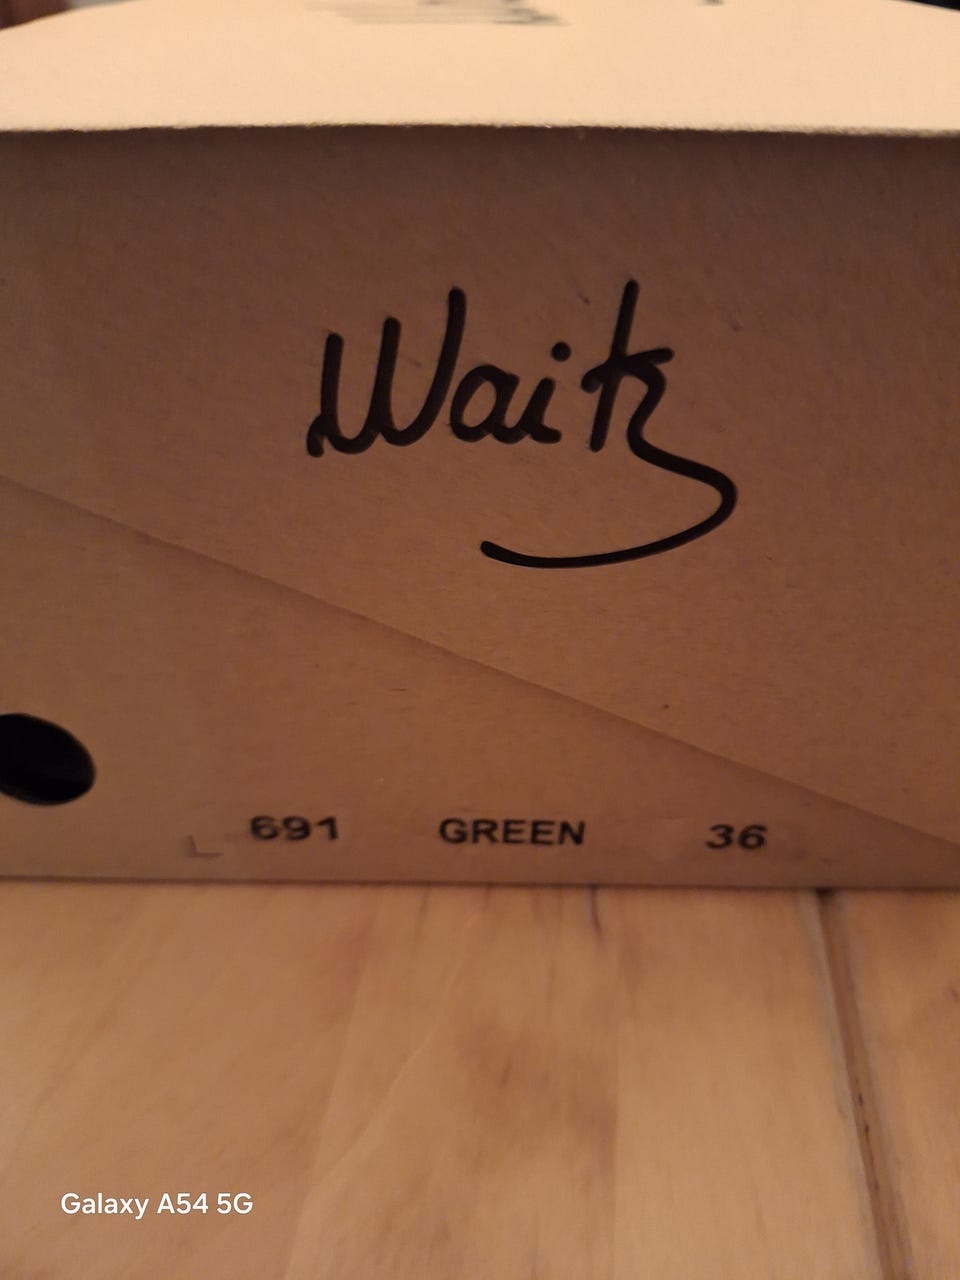 Waitz
691 GREEN 36
Galaxy A54 5G